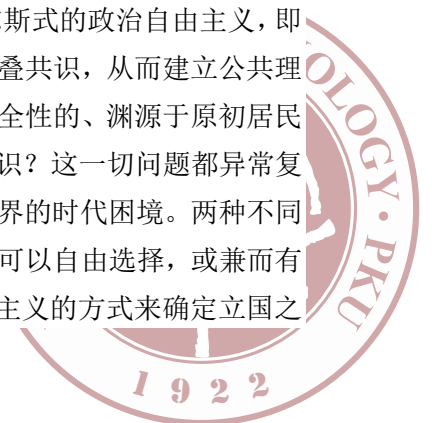 斯式的政治自由主义，即
叠共识，从而建立公共理
全性的、渊源于原初居民
识？这一切问题都异常复
界的时代困境。两种不同
可以自由选择，或兼而有
主义的方式来确定立国之
OLOGY · PKU
1922